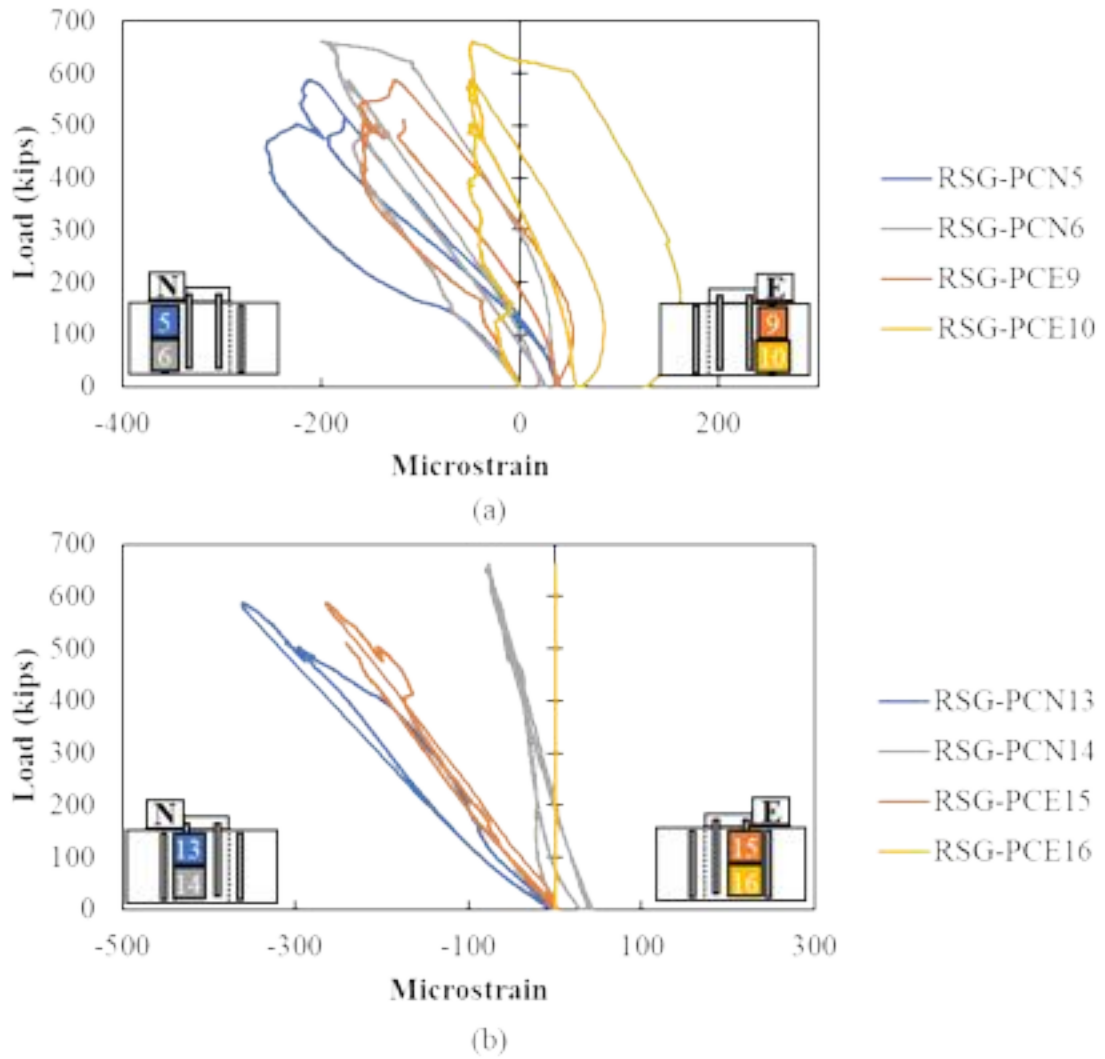 700
600
500
400
300
200
100
0
Load (kips)
-400
-200
0
200
Microstrain
N
5
6
E
9
10
RSG-PCN5
RSG-PCN6
RSG-PCE9
RSG-PCE10
(a)
700
600
500
400
300
200
100
0
Load (kips)
-500
-300
-100
100
300
Microstrain
N
13
14
E
15
16
RSG-PCN13
RSG-PCN14
RSG-PCE15
RSG-PCE16
(b)